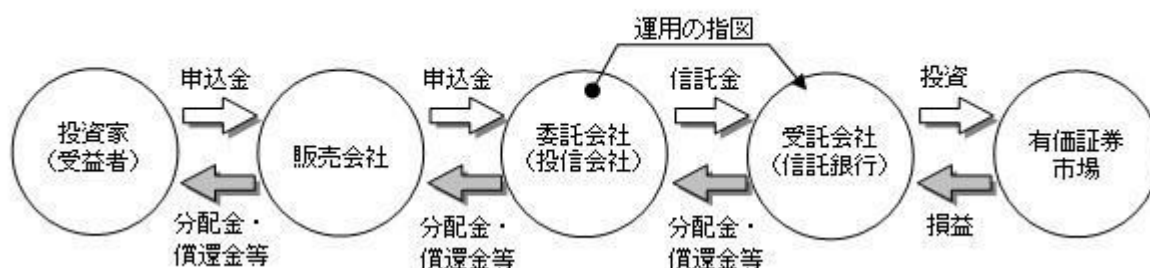 運用の指図
申込金
申込金
信託金
投資
投資家
(受益者)
販売会社
委託会社
(投信会社)
受託会社
(信託銀行)
有価証券
市場
分配金・
償還金等
分配金・
償還金等
分配金・
償還金等
損益